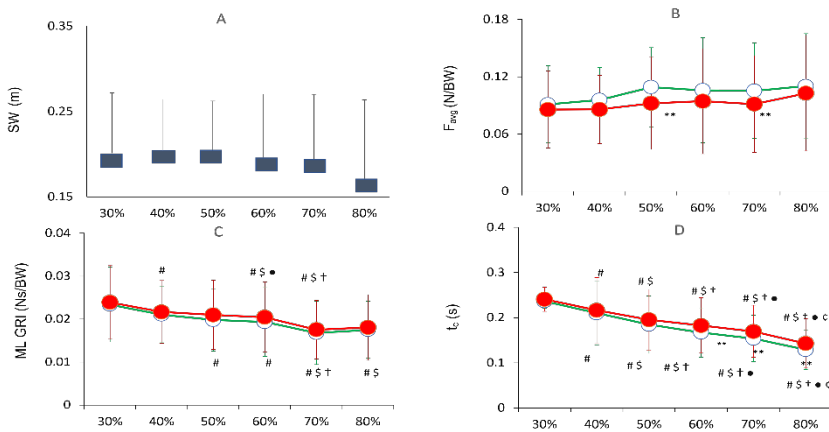 A
0.35
0.25
0.15
SW (m)
30% 40% 50% 60% 70% 80%
B
0.18
0.12
0.06
0
Favg (N/BW)
** **
30% 40% 50% 60% 70% 80%
C
0.04
0.03
0.02
0.01
0
ML GRI (Ns/BW)
# # $ ● # $ †
# # # $ † # $
30% 40% 50% 60% 70% 80%
D
0.4
0.3
0.2
0.1
0
tc (s)
# # $ # $ † # $ † ● # $ † ● ¢
** ** **
# # $ # $ † # $ † ● # $ † ● ¢
30% 40% 50% 60% 70% 80%